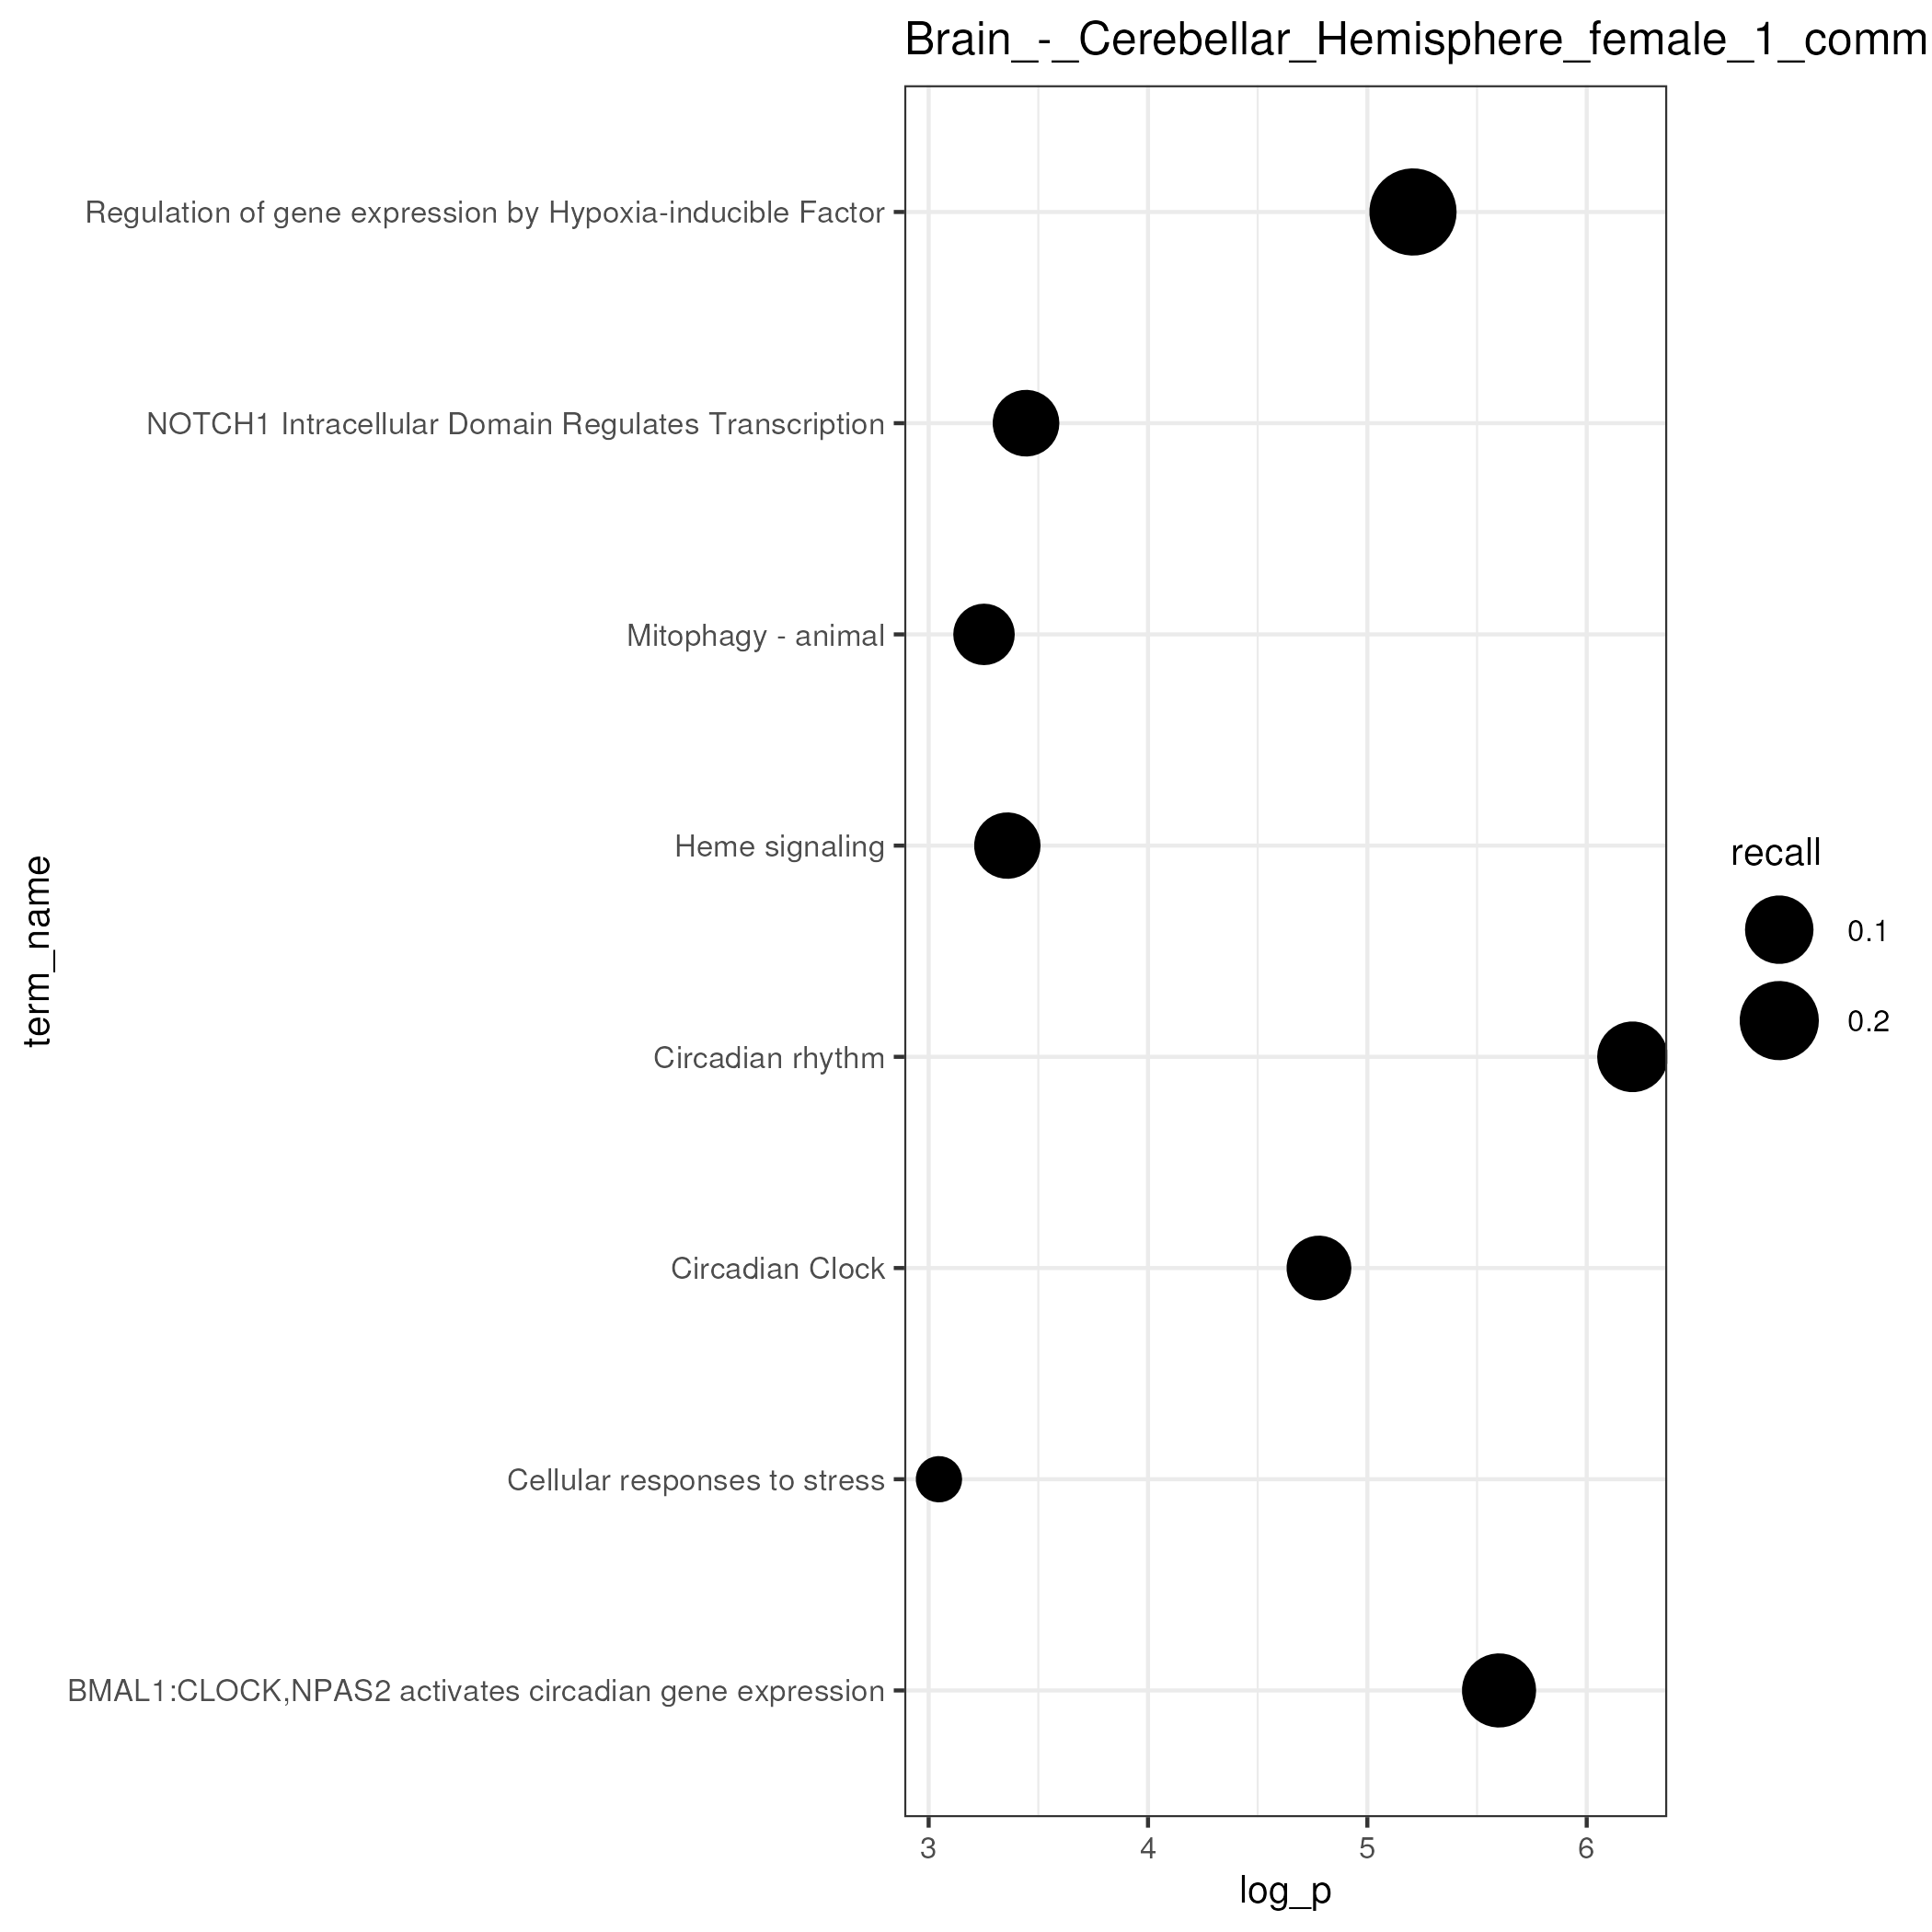 Brain_-_Cerebellar_Hemisphere_female_1_comm
Regulation of gene expression by Hypoxia-inducible Factor
NOTCH1 Intracellular Domain Regulates Transcription
Mitophagy - animal
Heme signaling
Circadian rhythm
Circadian Clock
Cellular responses to stress
BMAL1:CLOCK,NPAS2 activates circadian gene expression
term_name
3 4 5 6
log_p
recall
0.1
0.2